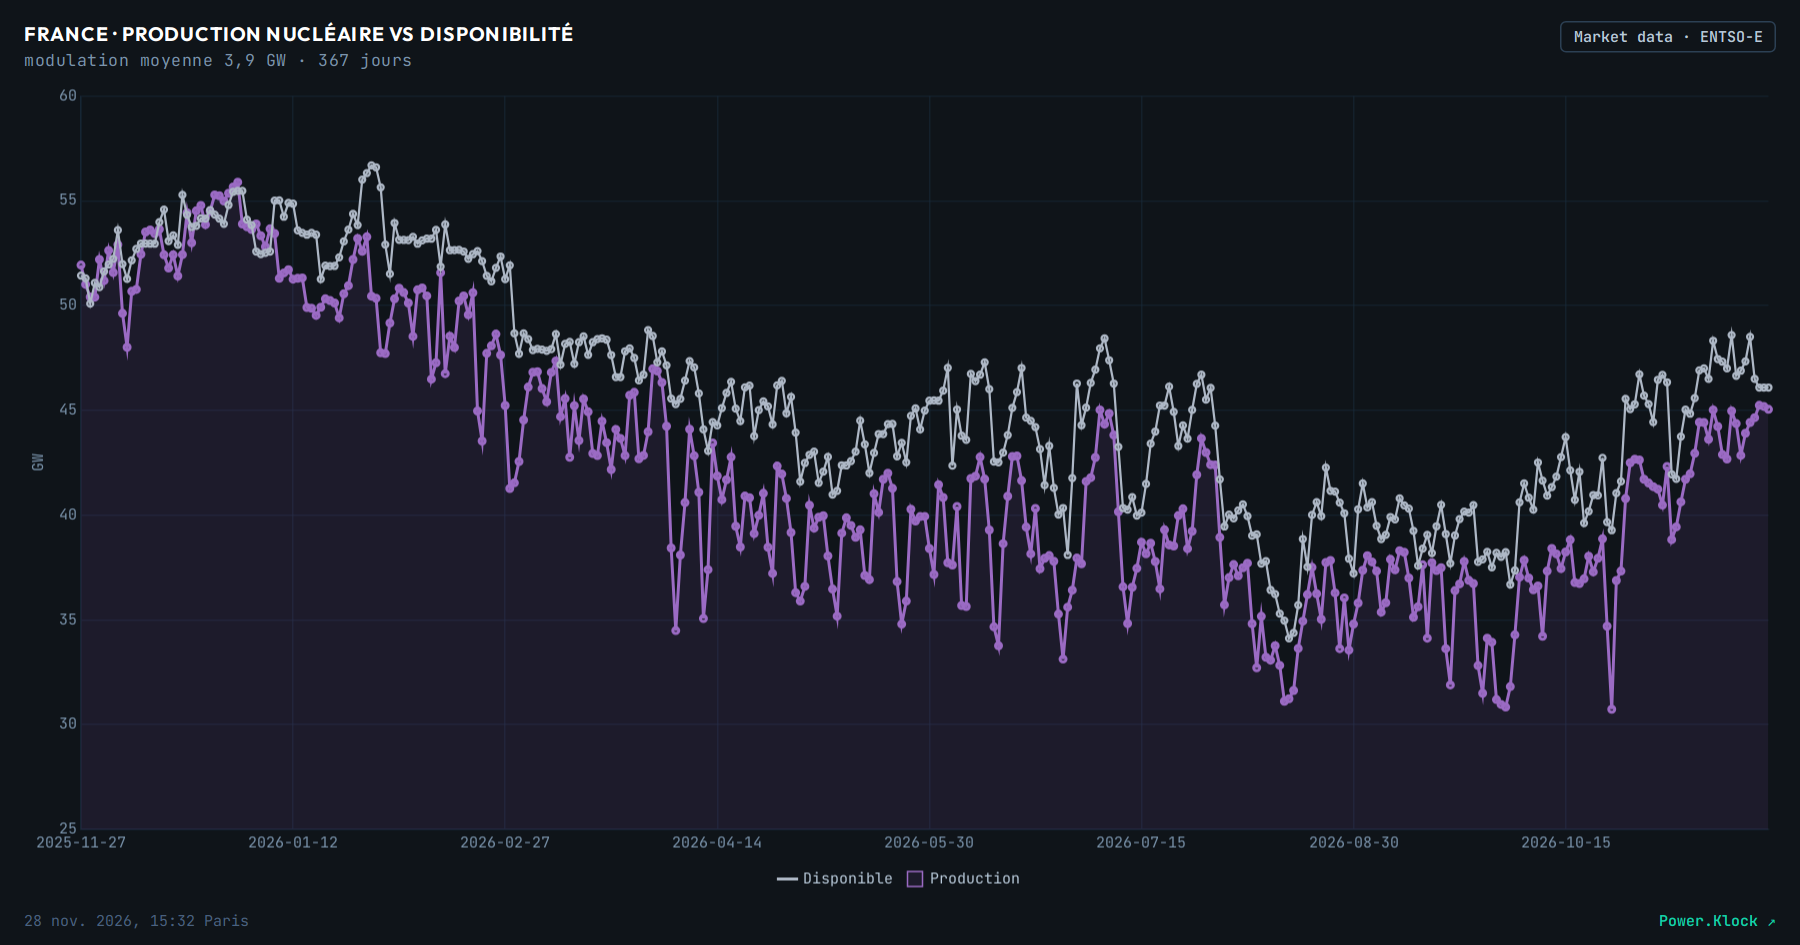 FRANCE · PRODUCTION NUCLÉAIRE VS DISPONIBILITÉ
modulation moyenne 3,9 GW · 367 jours
Market data · ENTSO-E
60
55
50
45
GW
40
35
30
25
2025-11-27 2026-01-12 2026-02-27 2026-04-14 2026-05-30 2026-07-15 2026-08-30 2026-10-15
Disponible Production
28 nov. 2026, 15:32 Paris
Power.Klock ↗